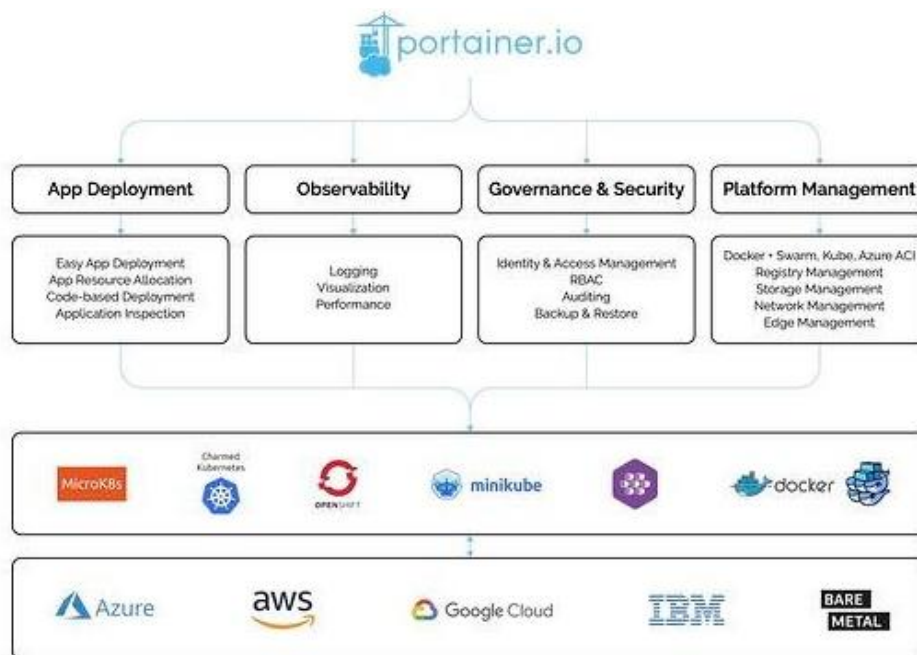 portainer.io
App Deployment
Observability
Governance & Security
Platform Management
Easy App Deployment
App Resource Allocation
Code-based Deployment
Application Inspection
Logging
Visualization
Performance
Identity & Access Management
RBAC
Auditing
Backup & Restore
Docker + Swarm, Kube, Azure ACI
Registry Management
Storage Management
Network Management
Edge Management
MicroK8s
Charmed
Kubernetes
OPENSHIFT
minikube
docker
Azure
aws
Google Cloud
IBM
BARE
METAL